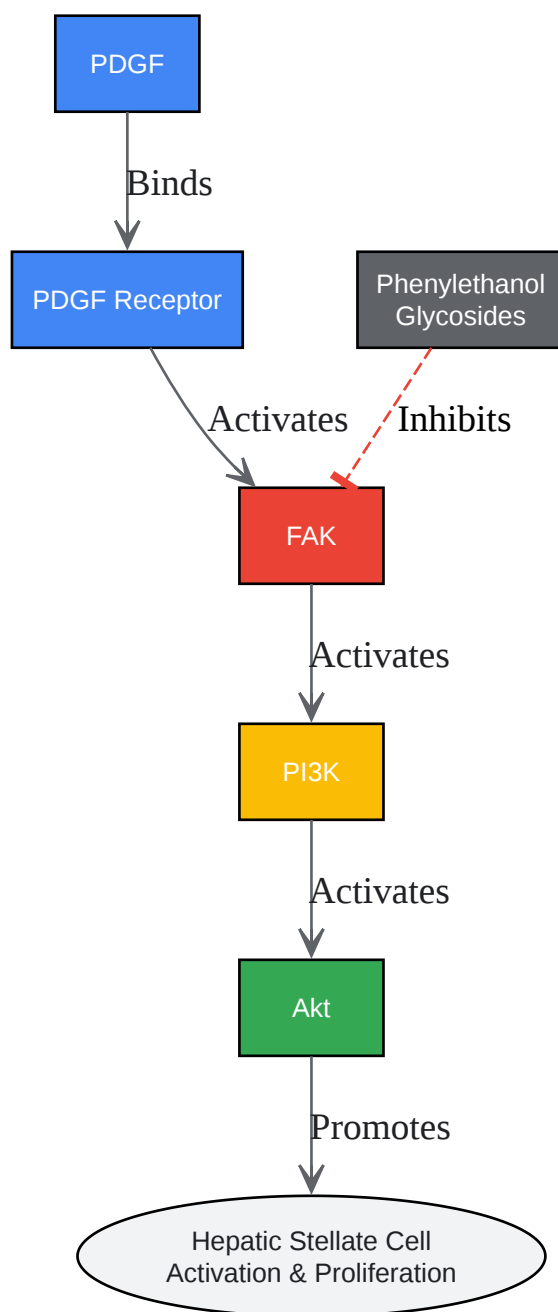 PDGF
Binds
PDGF Receptor
Phenylethanol
Glycosides
Activates
Inhibits
FAK
Activates
PI3K
Activates
Akt
Promotes
Hepatic Stellate Cell
Activation & Proliferation